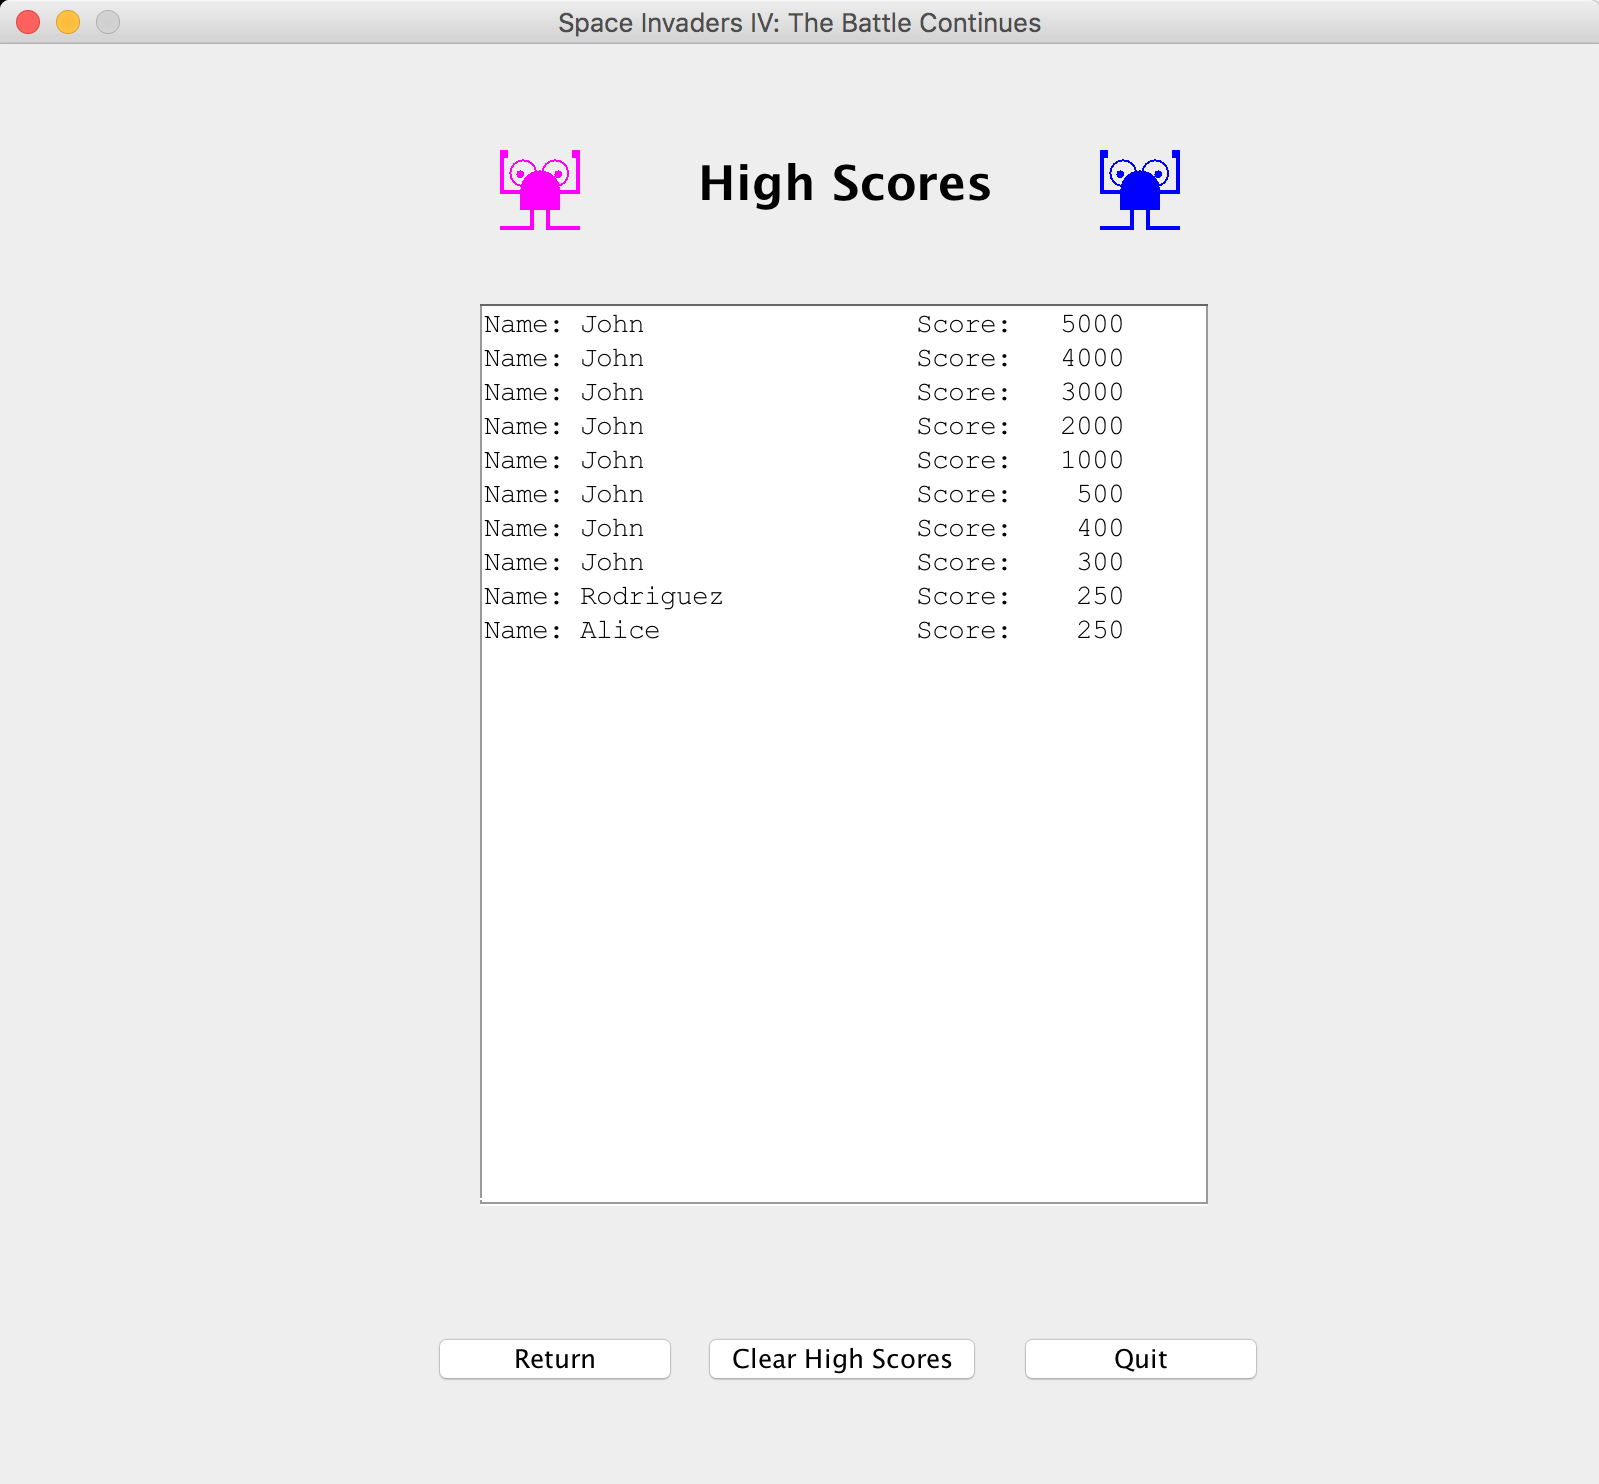 Space Invaders IV: The Battle Continues
High Scores
Name: John Score: 5000
Name: John Score: 4000
Name: John Score: 3000
Name: John Score: 2000
Name: John Score: 1000
Name: John Score: 500
Name: John Score: 400
Name: John Score: 300
Name: Rodriguez Score: 250
Name: Alice Score: 250
Return Clear High Scores Quit